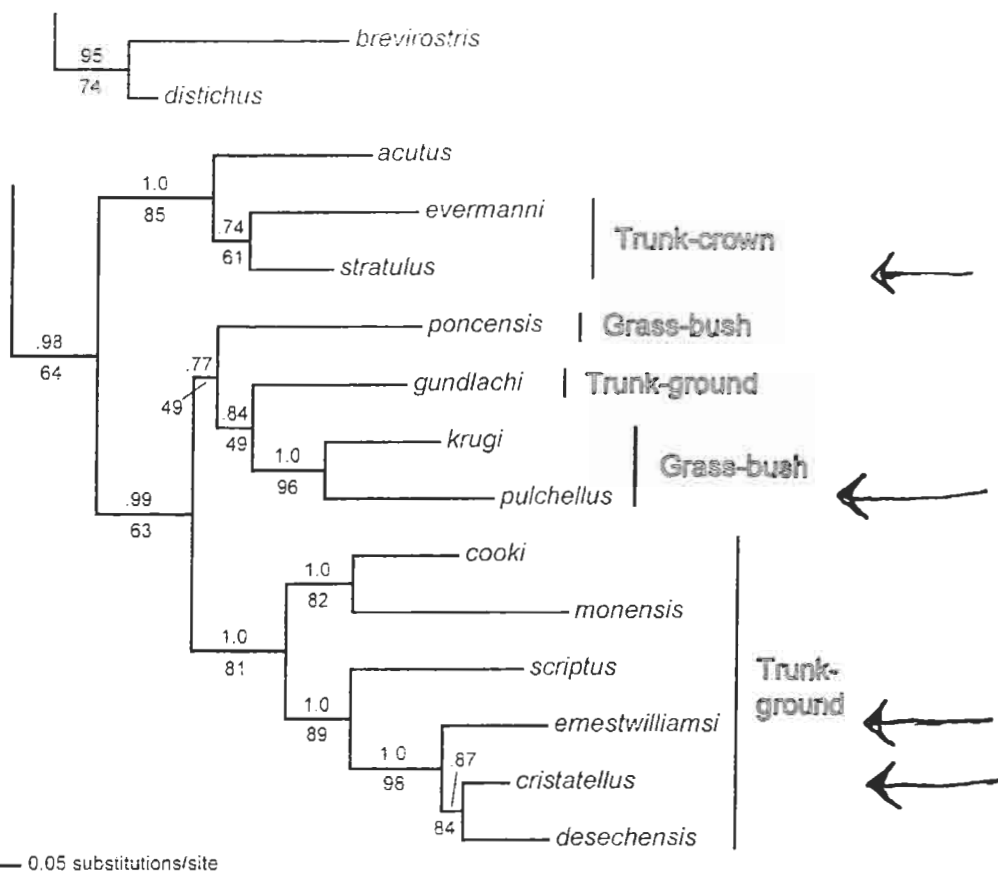 brevirostris
95
74
distichus
acutus
1.0
85
evermanni
.74
61
stratulus
Trunk-crown
poncensis
Grass-bush
.98
64
.77
49
gundlachi
Trunk-ground
.84
49
krugi
1.0
96
pulchellus
Grass-bush
.99
63
cooki
1.0
82
monensis
1.0
81
scriptus
1.0
89
ernestwilliamsi
1.0
98
.87
cristatellus
84
desechensis
Trunk-
ground
0.05 substitutions/site